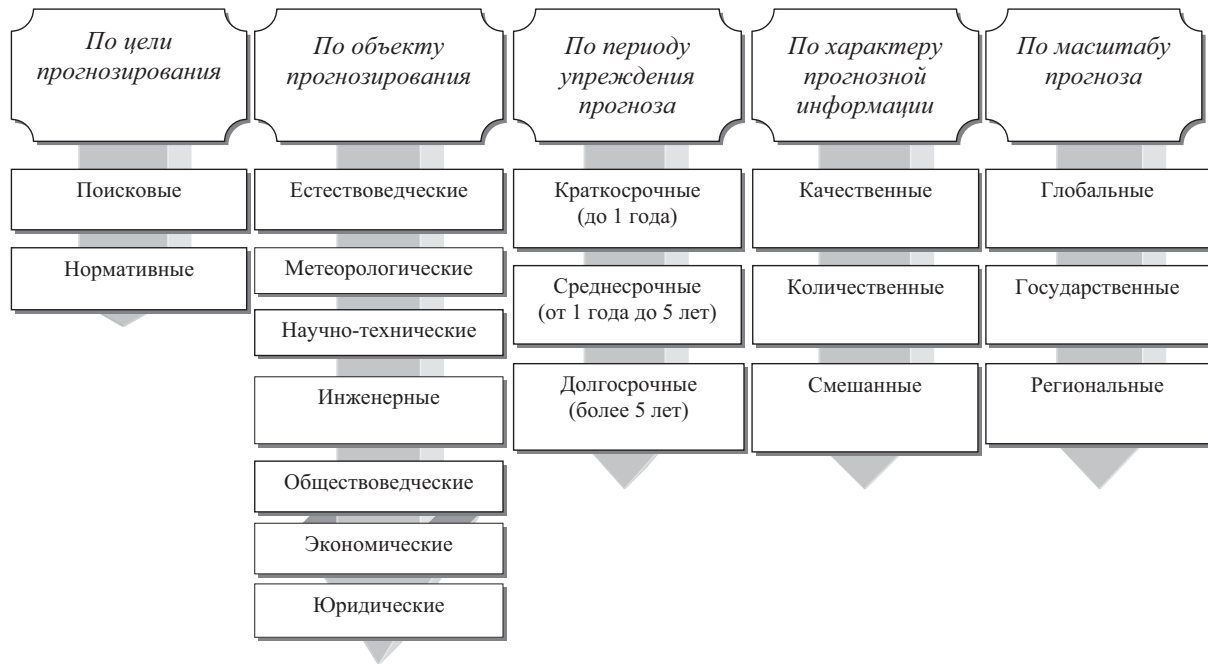 По цели
прогнозирования
Поисковые
Нормативные
По объекту
прогнозирования
Естествоведческие
Метеорологические
Научно-технические
Инженерные
Обществоведческие
Экономические
Юридические
По периоду
упреждения
прогноза
Краткосрочные
(до 1 года)
Среднесрочные
(от 1 года до 5 лет)
Долгосрочные
(более 5 лет)
По характеру
прогнозной
информации
Качественные
Количественные
Смешанные
По масштабу
прогноза
Глобальные
Государственные
Региональные